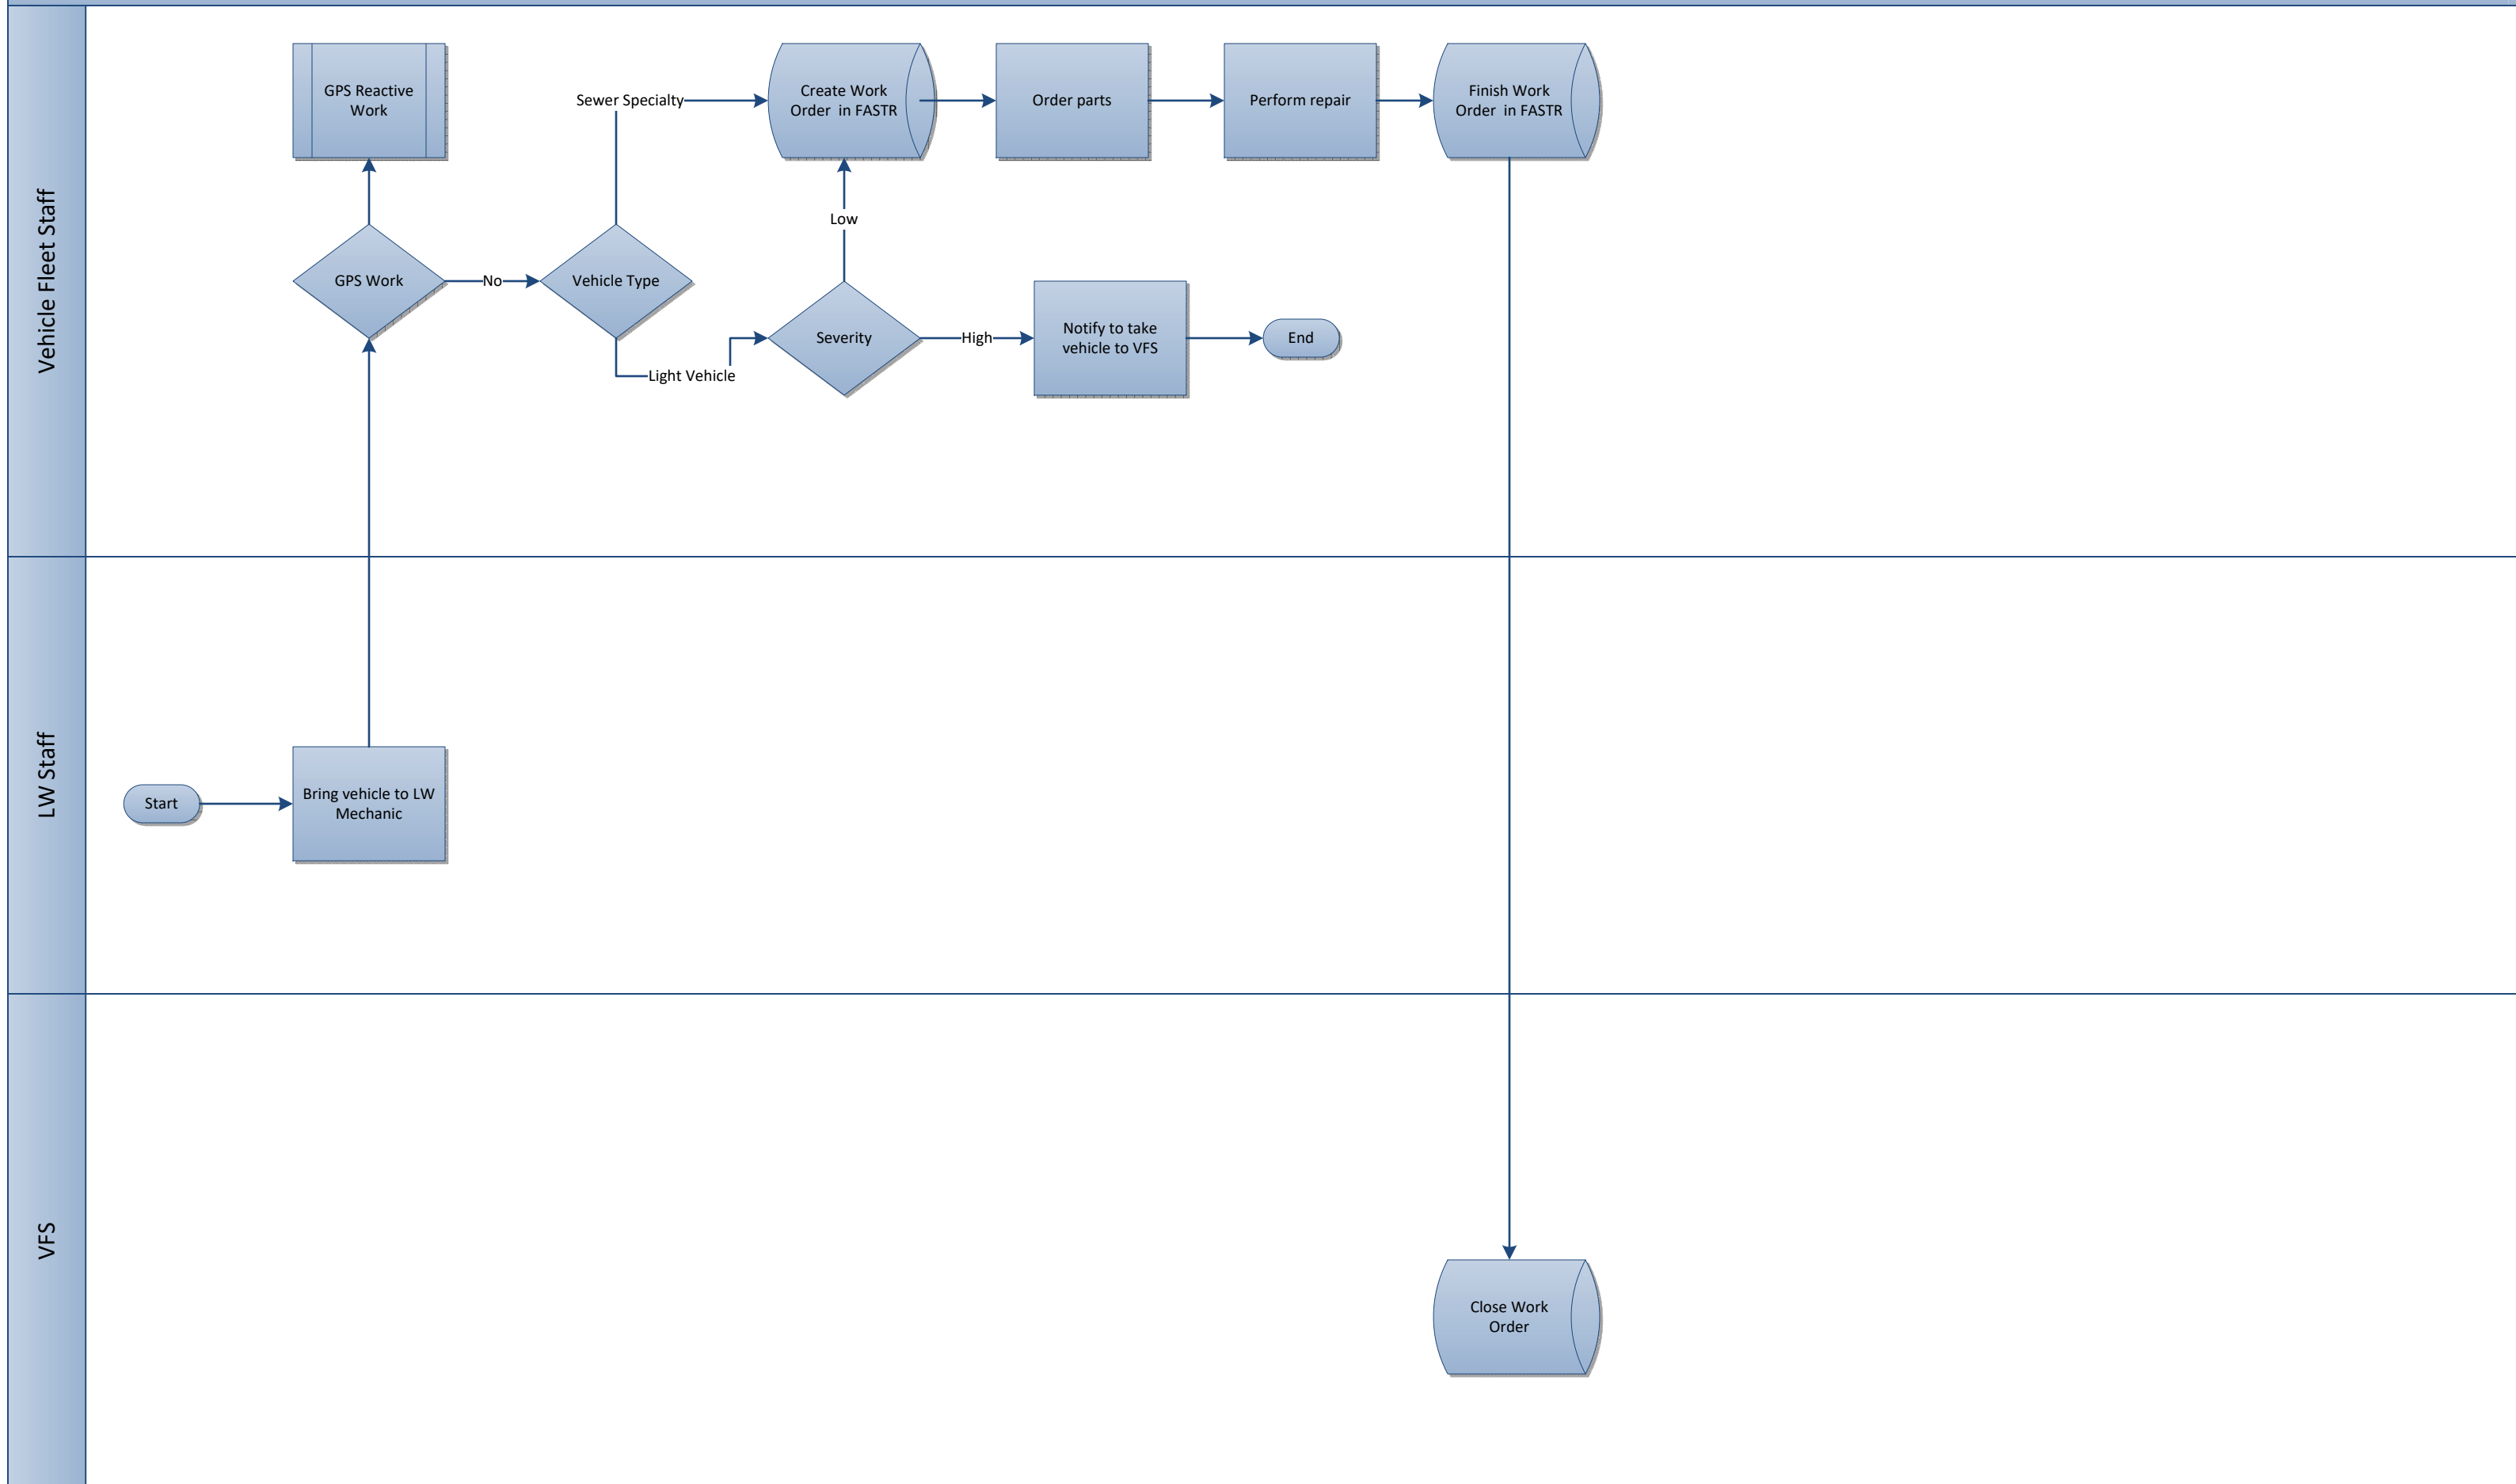 Vehicle Fleet Staff
GPS Reactive
Work
Sewer Specialty
Create Work
Order in FASTR
Order parts
Perform repair
Finish Work
Order in FASTR
Low
GPS Work
No
Vehicle Type
Light Vehicle
Severity
High
Notify to take
vehicle to VFS
End
LW Staff
Start
Bring vehicle to LW
Mechanic
VFS
Close Work
Order